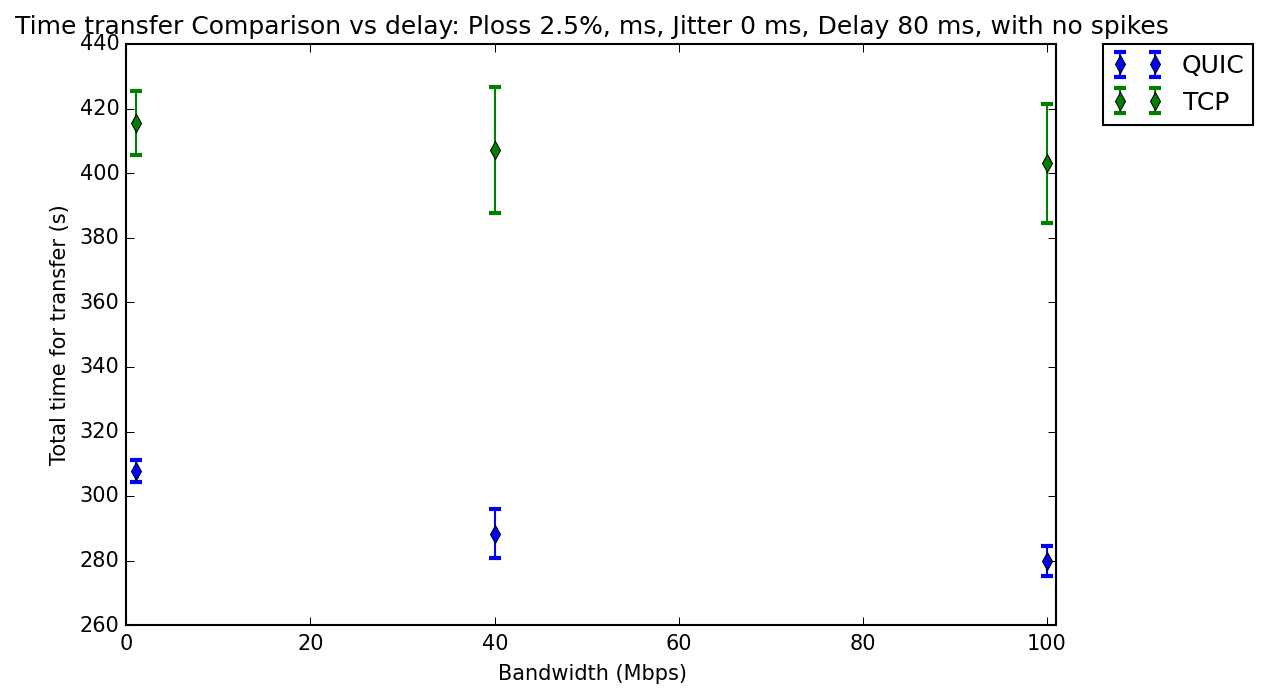 Time transfer Comparison vs delay: Ploss 2.5%, ms, Jitter 0 ms, Delay 80 ms, with no spikes
QUIC
TCP
Total time for transfer (s)
440
420
400
380
360
340
320
300
280
260
0 20 40 60 80 100
Bandwidth (Mbps)